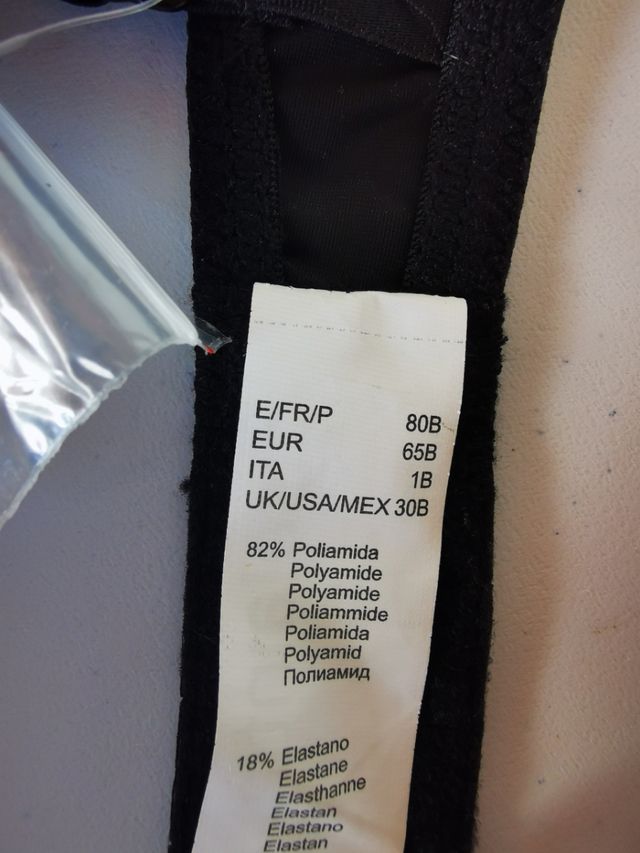 E/FR/P 80B
EUR 65B
ITA 1B
UK/USA/MEX 30B
82% Poliamida
Polyamide
Polyamide
Poliammide
Poliamida
Polyamid
Полиамид
18% Elastano
Elastane
Elasthanne
Elastan
Elastano
Elastan